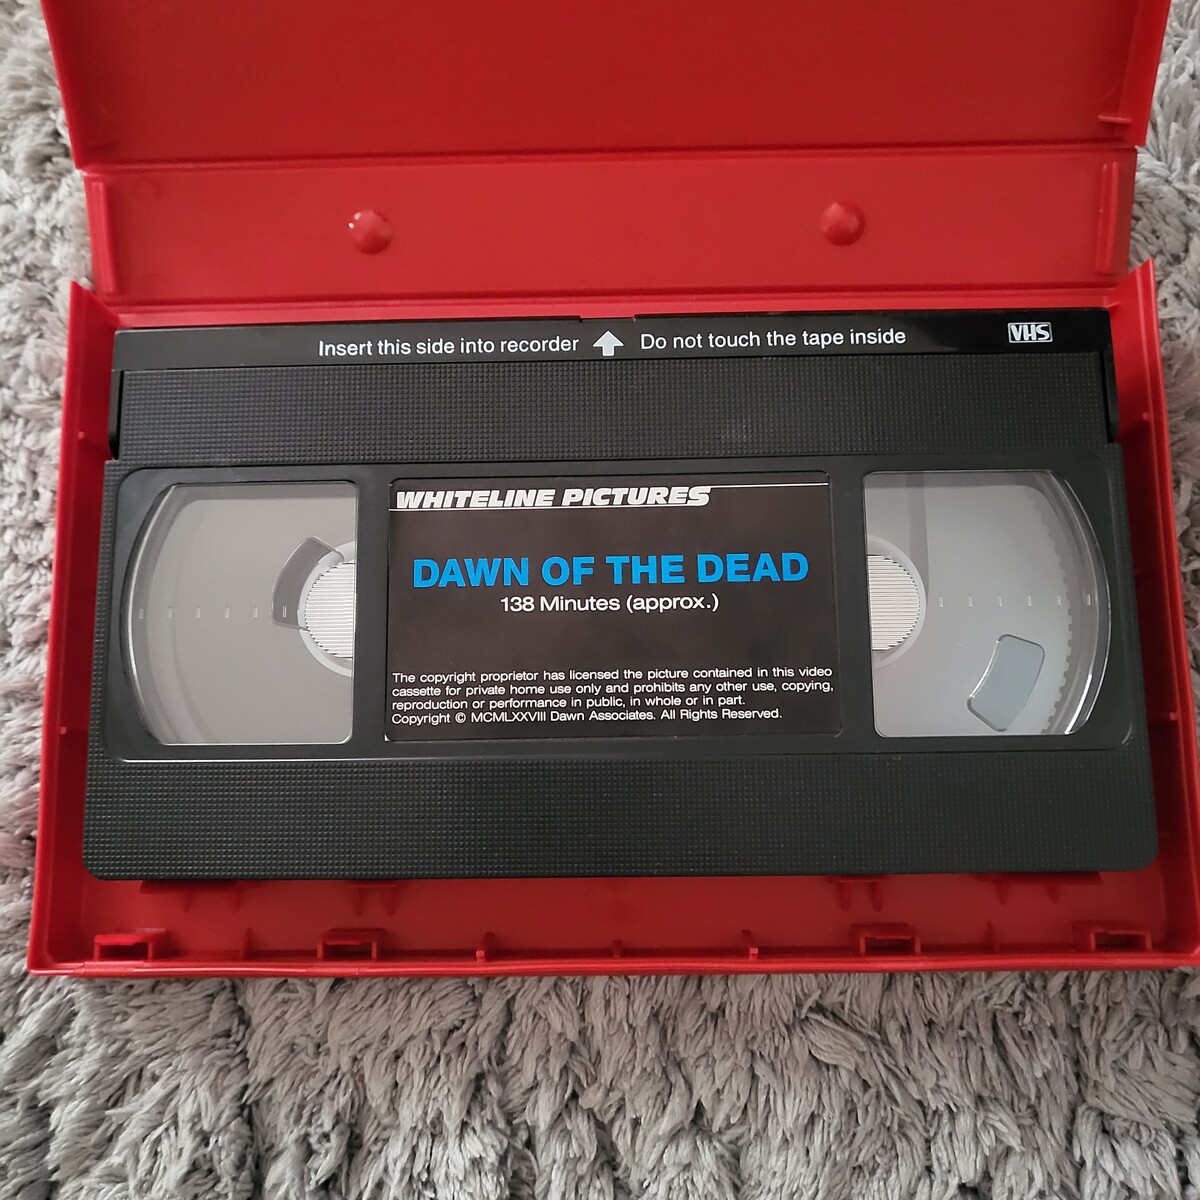 Insert this side into recorder Do not touch the tape inside VHS
WHITELINE PICTURES
DAWN OF THE DEAD
138 Minutes (approx.)
The copyright proprietor has licensed the picture contained in this video
cassette for private home use only and prohibits any other use, copying,
reproduction or performance in public, in whole or in part.
Copyright © MCMLXXVIII Dawn Associates. All Rights Reserved.